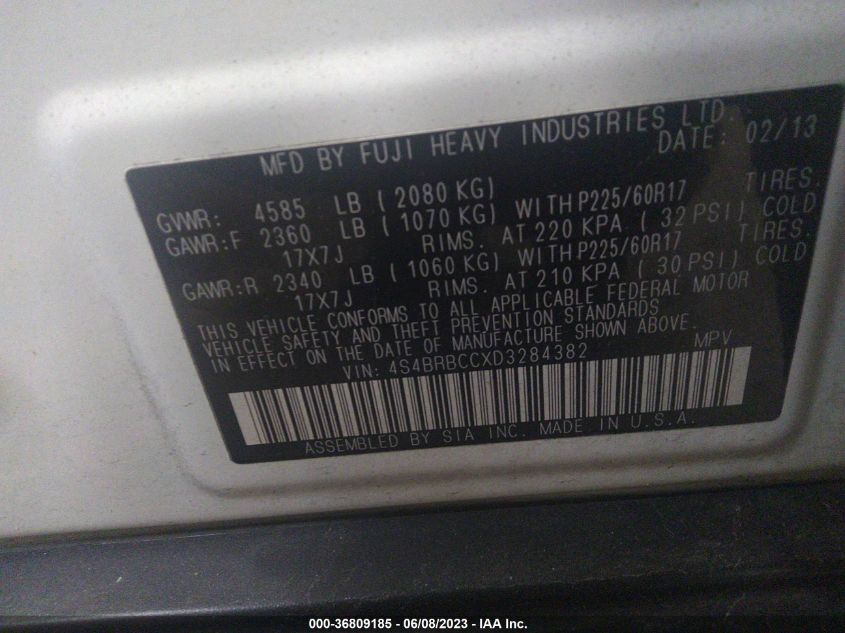 MFD BY FUJI HEAVY INDUSTRIES LTD.
DATE: 02/13
GVWR: 4585 LB ( 2080 KG)
GAWR:F 2360 LB ( 1070 KG) WITH P225/60R17 TIRES.
17X7J RIMS. AT 220 KPA ( 32 PSI) COLD
GAWR:R 2340 LB ( 1060 KG) WITH P225/60R17 TIRES.
17X7J RIMS. AT 210 KPA ( 30 PSI) COLD
THIS VEHICLE CONFORMS TO ALL APPLICABLE FEDERAL MOTOR
VEHICLE SAFETY AND THEFT PREVENTION STANDARDS
IN EFFECT ON THE DATE OF MANUFACTURE SHOWN ABOVE.
VIN: 4S4BRBCCXD3284382 MPV
ASSEMBLED BY SIA INC. MADE IN U.S.A.
000-36809185 - 06/08/2023 - IAA Inc.